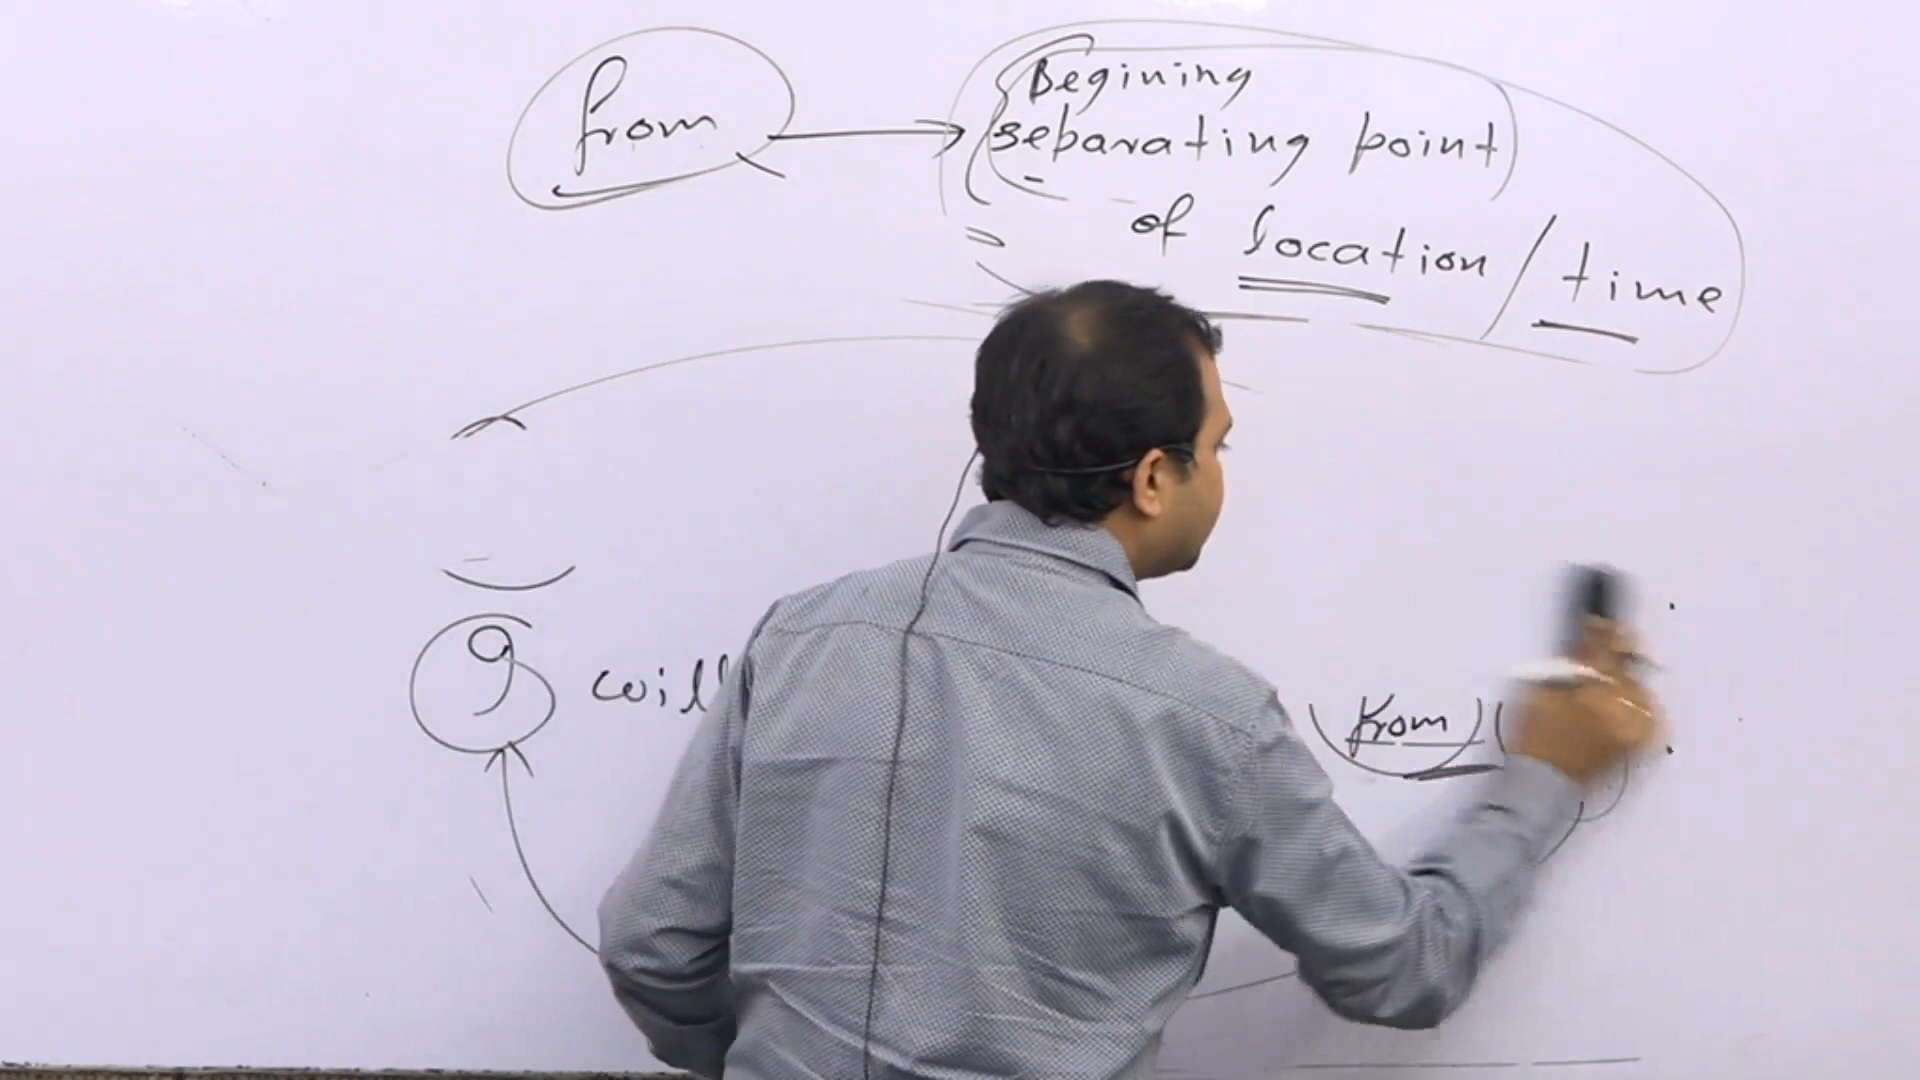 from
Begining
separating point
of location / time
I will
from